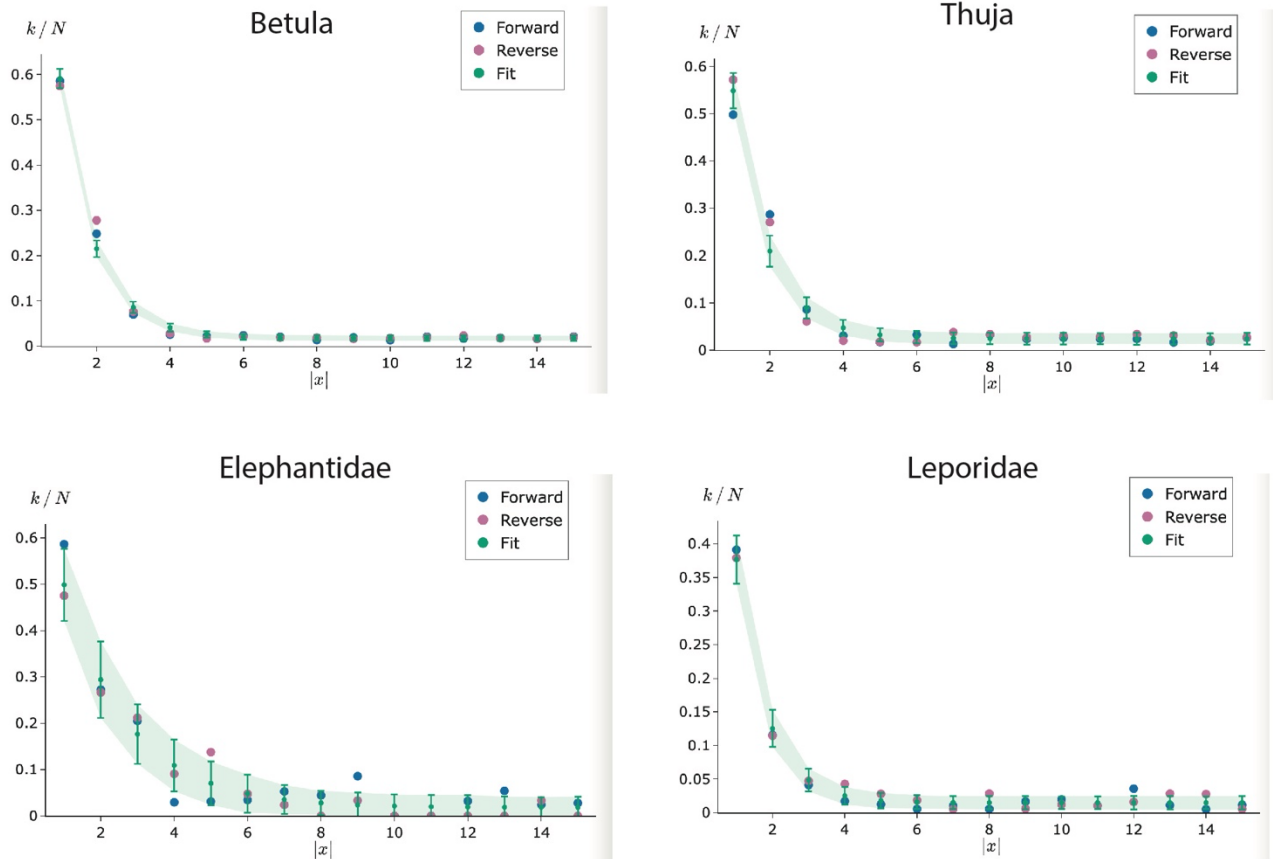 Betula
k / N
Forward
Reverse
Fit
0.6
0.5
0.4
0.3
0.2
0.1
0
2 4 6 8 10 12 14
|x|
Thuja
k / N
Forward
Reverse
Fit
0.6
0.5
0.4
0.3
0.2
0.1
0
2 4 6 8 10 12 14
|x|
Elephantidae
k / N
Forward
Reverse
Fit
0.6
0.5
0.4
0.3
0.2
0.1
0
2 4 6 8 10 12 14
|x|
Leporidae
k / N
Forward
Reverse
Fit
0.4
0.35
0.3
0.25
0.2
0.15
0.1
0.05
0
2 4 6 8 10 12 14
|x|